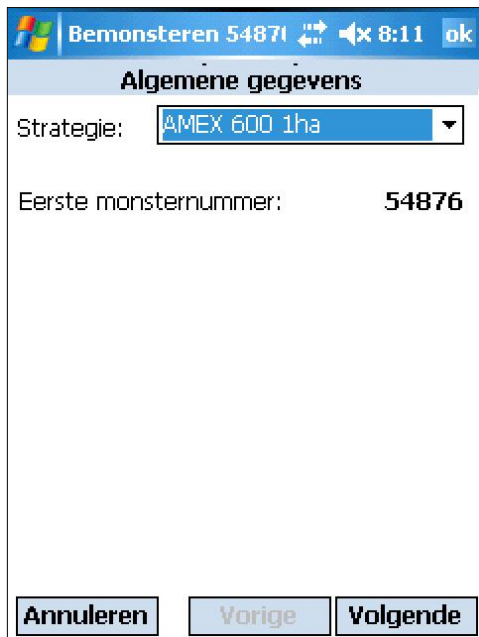 Bemonsteren 5487 8:11 ok
Algemene gegevens
Strategie: AMEX 600 1ha
Eerste monsternummer: 54876
Annuleren Vorige Volgende